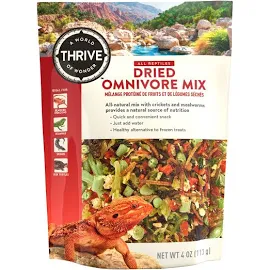 A WORLD
THRIVE
OF WONDER
ALL REPTILES
DRIED
OMNIVORE MIX
MÉLANGE PROTÉINÉ DE FRUITS ET DE LÉGUMES SÉCHÉS
All-natural mix with crickets and mealworms
provides a natural source of nutrition
- Quick and convenient snack
- Just add water
- Healthy alternative to frozen treats
NET WT 4 OZ (113 g)